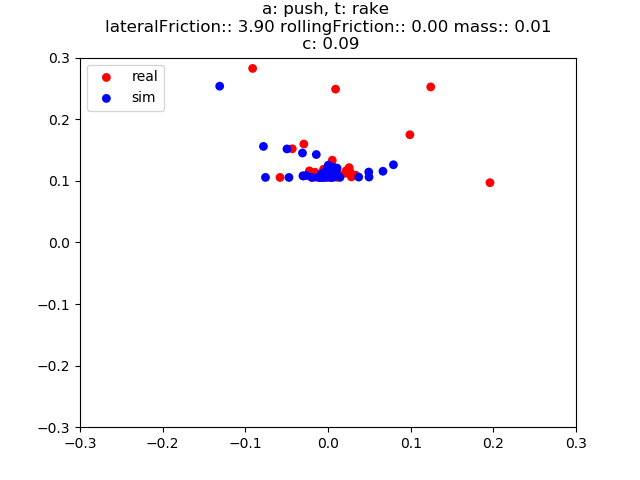 a: push, t: rake
lateralFriction:: 3.90 rollingFriction:: 0.00 mass:: 0.01
c: 0.09
real
sim
0.3
0.2
0.1
0.0
−0.1
−0.2
−0.3
−0.3 −0.2 −0.1 0.0 0.1 0.2 0.3